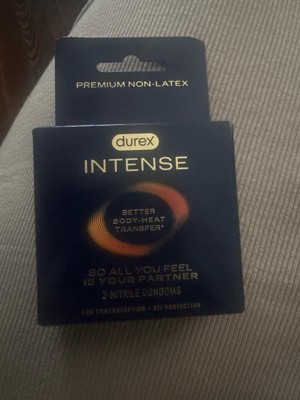 PREMIUM NON-LATEX
durex
INTENSE
BETTER
BODY-HEAT
TRANSFER*
SO ALL YOU FEEL
IS YOUR PARTNER
3 NITRILE CONDOMS
FOR CONTRACEPTION + STI PROTECTION